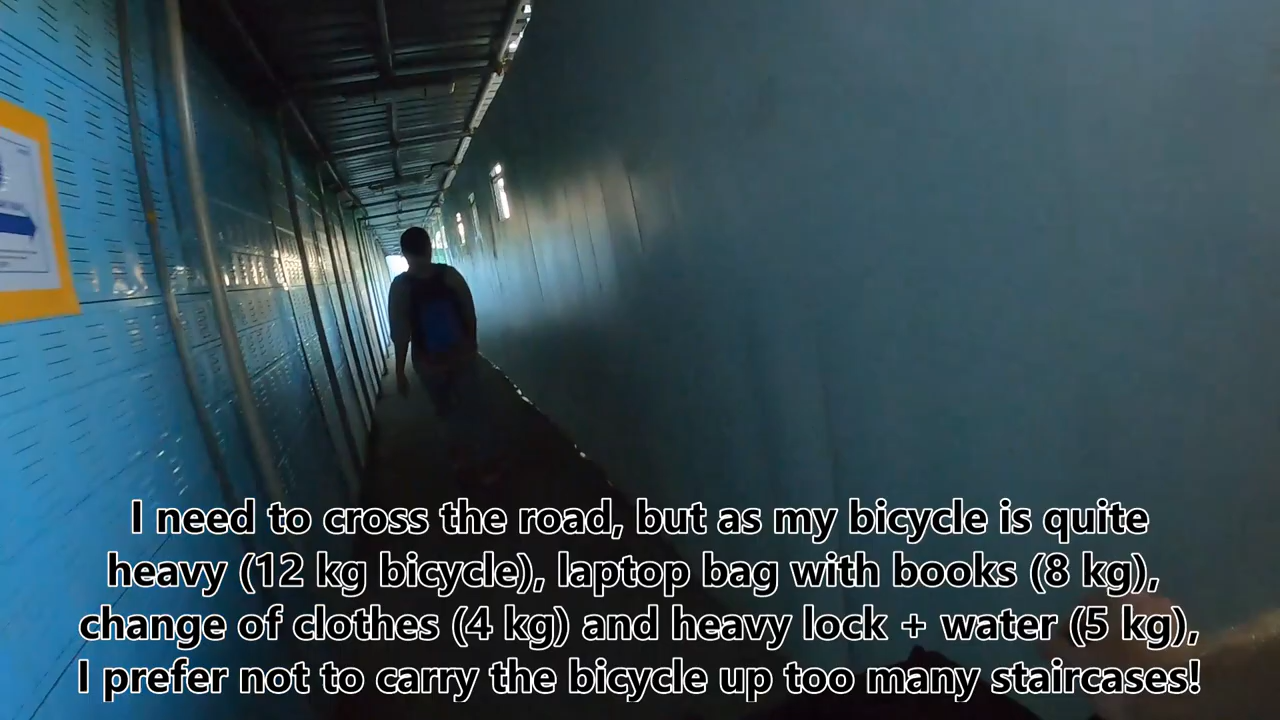 I need to cross the road, but as my bicycle is quite
heavy (12 kg bicycle), laptop bag with books (8 kg),
change of clothes (4 kg) and heavy lock + water (5 kg),
I prefer not to carry the bicycle up too many staircases!